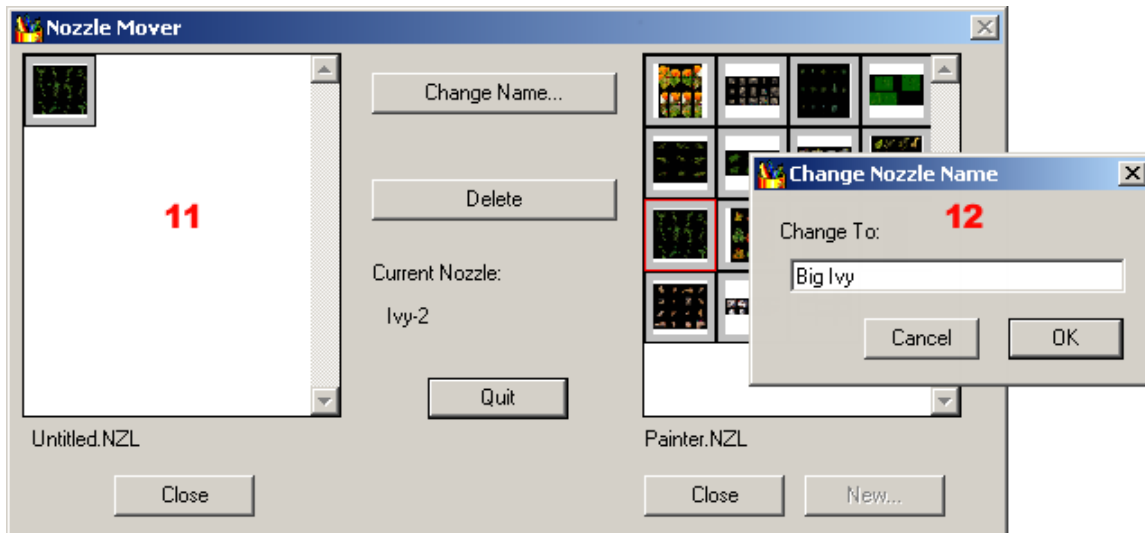 Nozzle Mover
11
Change Name...
Delete
Current Nozzle:
Ivy-2
Quit
Change Nozzle Name
12
Change To:
Big Ivy
Cancel
OK
Untitled.NZL
Painter.NZL
Close
Close
New...